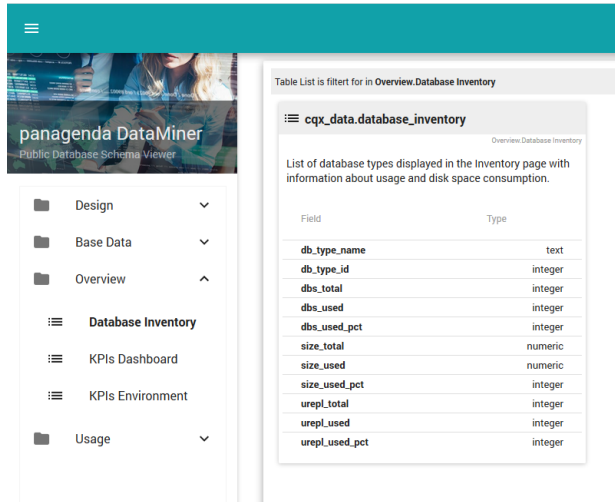 panagenda DataMiner
Public Database Schema Viewer
Design
Base Data
Overview
Database Inventory
KPIs Dashboard
KPIs Environment
Usage
Table List is filtert for in Overview.Database Inventory
cqx_data.database_inventory
Overview.Database Inventory
List of database types displayed in the Inventory page with
information about usage and disk space consumption.
Field Type
db_type_name text
db_type_id integer
dbs_total integer
dbs_used integer
dbs_used_pct integer
size_total numeric
size_used numeric
size_used_pct integer
urepl_total integer
urepl_used integer
urepl_used_pct integer